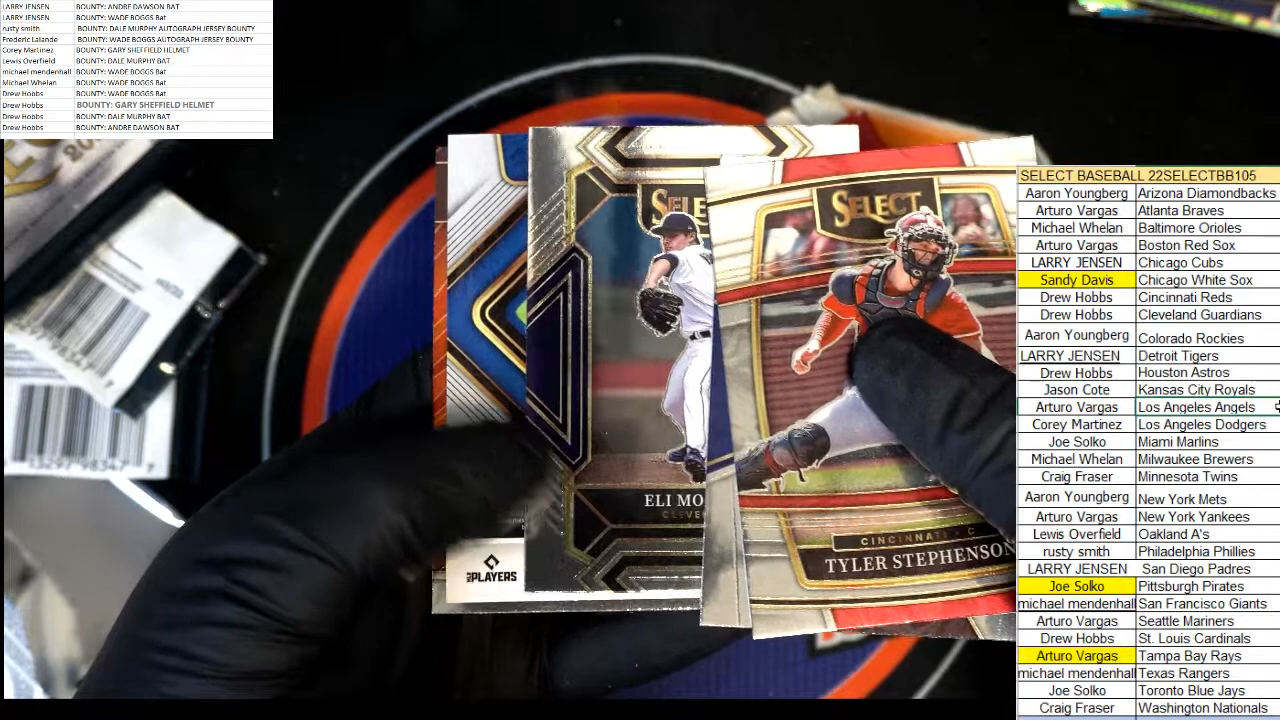 LARRY JENSEN BOUNTY: ANDRE DAWSON BAT
LARRY JENSEN BOUNTY: WADE BOGGS Bat
rusty smith BOUNTY: DALE MURPHY AUTOGRAPH JERSEY BOUNTY
Frederic Lalande BOUNTY: WADE BOGGS AUTOGRAPH JERSEY BOUNTY
Corey Martinez BOUNTY: GARY SHEFFIELD HELMET
Lewis Overfield BOUNTY: DALE MURPHY BAT
michael mendenhall BOUNTY: WADE BOGGS Bat
Michael Whelan BOUNTY: WADE BOGGS Bat
Drew Hobbs BOUNTY: WADE BOGGS Bat
Drew Hobbs BOUNTY: GARY SHEFFIELD HELMET
Drew Hobbs BOUNTY: DALE MURPHY BAT
Drew Hobbs BOUNTY: ANDRE DAWSON BAT
SELECT
ELI MO
CLEVE
PLAYERS
SELECT
CINCINNATI • C
TYLER STEPHENSON
SELECT BASEBALL 22SELECTBB105
Aaron Youngberg Arizona Diamondbacks
Arturo Vargas Atlanta Braves
Michael Whelan Baltimore Orioles
Arturo Vargas Boston Red Sox
LARRY JENSEN Chicago Cubs
Sandy Davis Chicago White Sox
Drew Hobbs Cincinnati Reds
Drew Hobbs Cleveland Guardians
Aaron Youngberg Colorado Rockies
LARRY JENSEN Detroit Tigers
Drew Hobbs Houston Astros
Jason Cote Kansas City Royals
Arturo Vargas Los Angeles Angels
Corey Martinez Los Angeles Dodgers
Joe Solko Miami Marlins
Michael Whelan Milwaukee Brewers
Craig Fraser Minnesota Twins
Aaron Youngberg New York Mets
Arturo Vargas New York Yankees
Lewis Overfield Oakland A's
rusty smith Philadelphia Phillies
LARRY JENSEN San Diego Padres
Joe Solko Pittsburgh Pirates
michael mendenhall San Francisco Giants
Arturo Vargas Seattle Mariners
Drew Hobbs St. Louis Cardinals
Arturo Vargas Tampa Bay Rays
michael mendenhall Texas Rangers
Joe Solko Toronto Blue Jays
Craig Fraser Washington Nationals